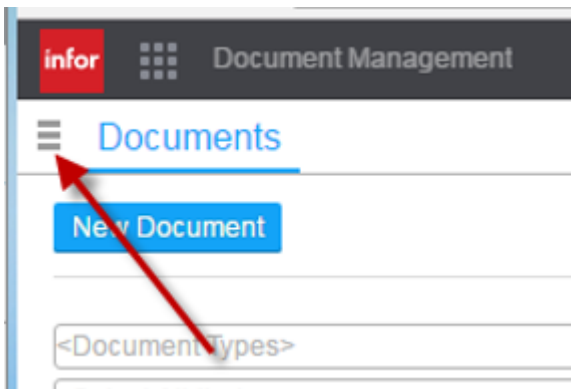 infor Document Management
Documents
New Document
<Document Types>